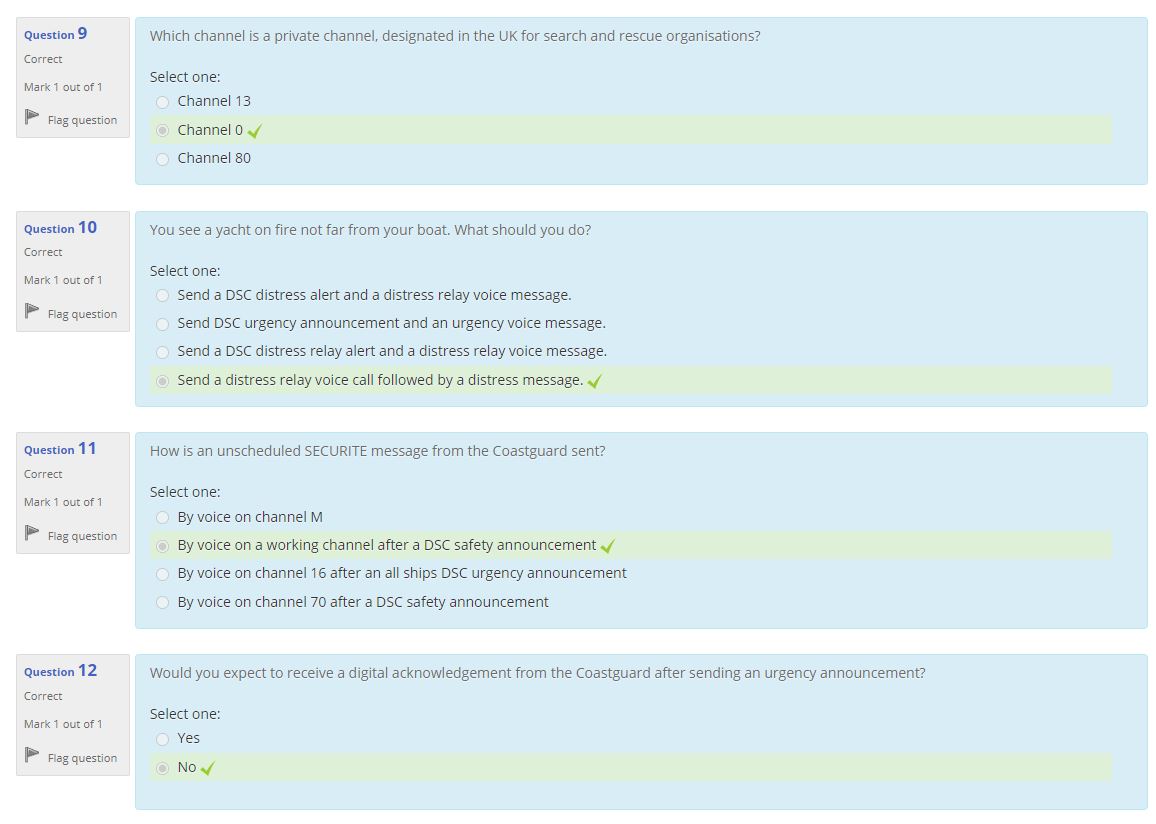 Question 9
Correct
Mark 1 out of 1
Flag question
Which channel is a private channel, designated in the UK for search and rescue organisations?
Select one:
Channel 13
Channel 0
Channel 80
Question 10
Correct
Mark 1 out of 1
Flag question
You see a yacht on fire not far from your boat. What should you do?
Select one:
Send a DSC distress alert and a distress relay voice message.
Send DSC urgency announcement and an urgency voice message.
Send a DSC distress relay alert and a distress relay voice message.
Send a distress relay voice call followed by a distress message.
Question 11
Correct
Mark 1 out of 1
Flag question
How is an unscheduled SECURITE message from the Coastguard sent?
Select one:
By voice on channel M
By voice on a working channel after a DSC safety announcement
By voice on channel 16 after an all ships DSC urgency announcement
By voice on channel 70 after a DSC safety announcement
Question 12
Correct
Mark 1 out of 1
Flag question
Would you expect to receive a digital acknowledgement from the Coastguard after sending an urgency announcement?
Select one:
Yes
No